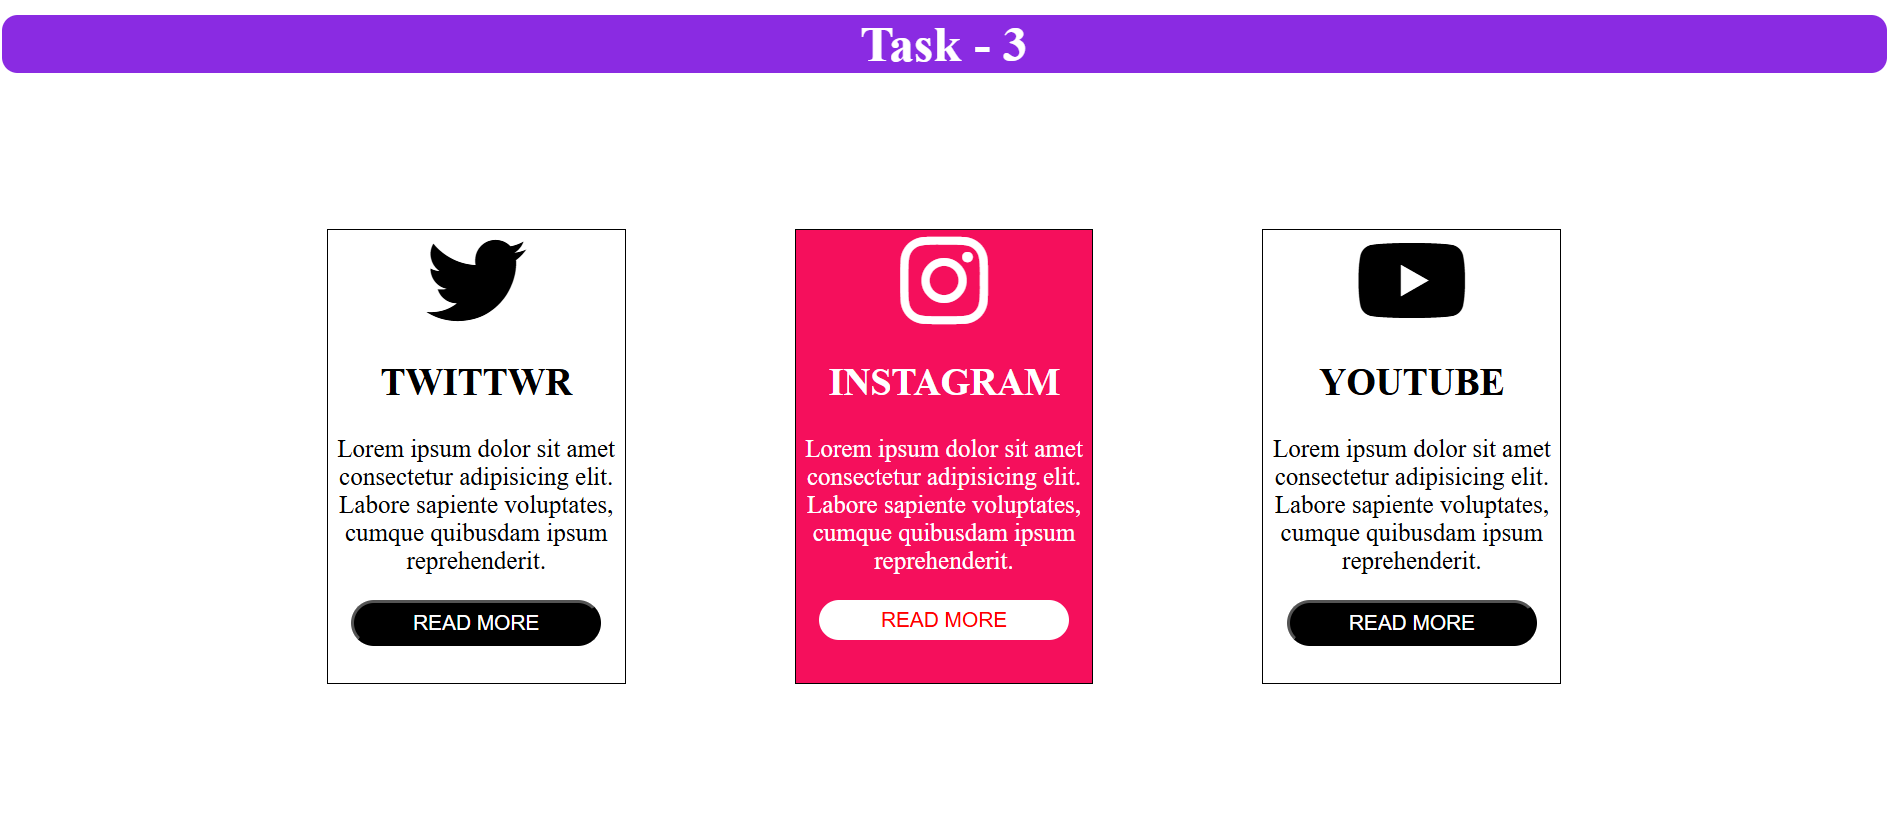 Task - 3
TWITTWR
Lorem ipsum dolor sit amet
consectetur adipisicing elit.
Labore sapiente voluptates,
cumque quibusdam ipsum
reprehenderit.
READ MORE
INSTAGRAM
Lorem ipsum dolor sit amet
consectetur adipisicing elit.
Labore sapiente voluptates,
cumque quibusdam ipsum
reprehenderit.
READ MORE
YOUTUBE
Lorem ipsum dolor sit amet
consectetur adipisicing elit.
Labore sapiente voluptates,
cumque quibusdam ipsum
reprehenderit.
READ MORE